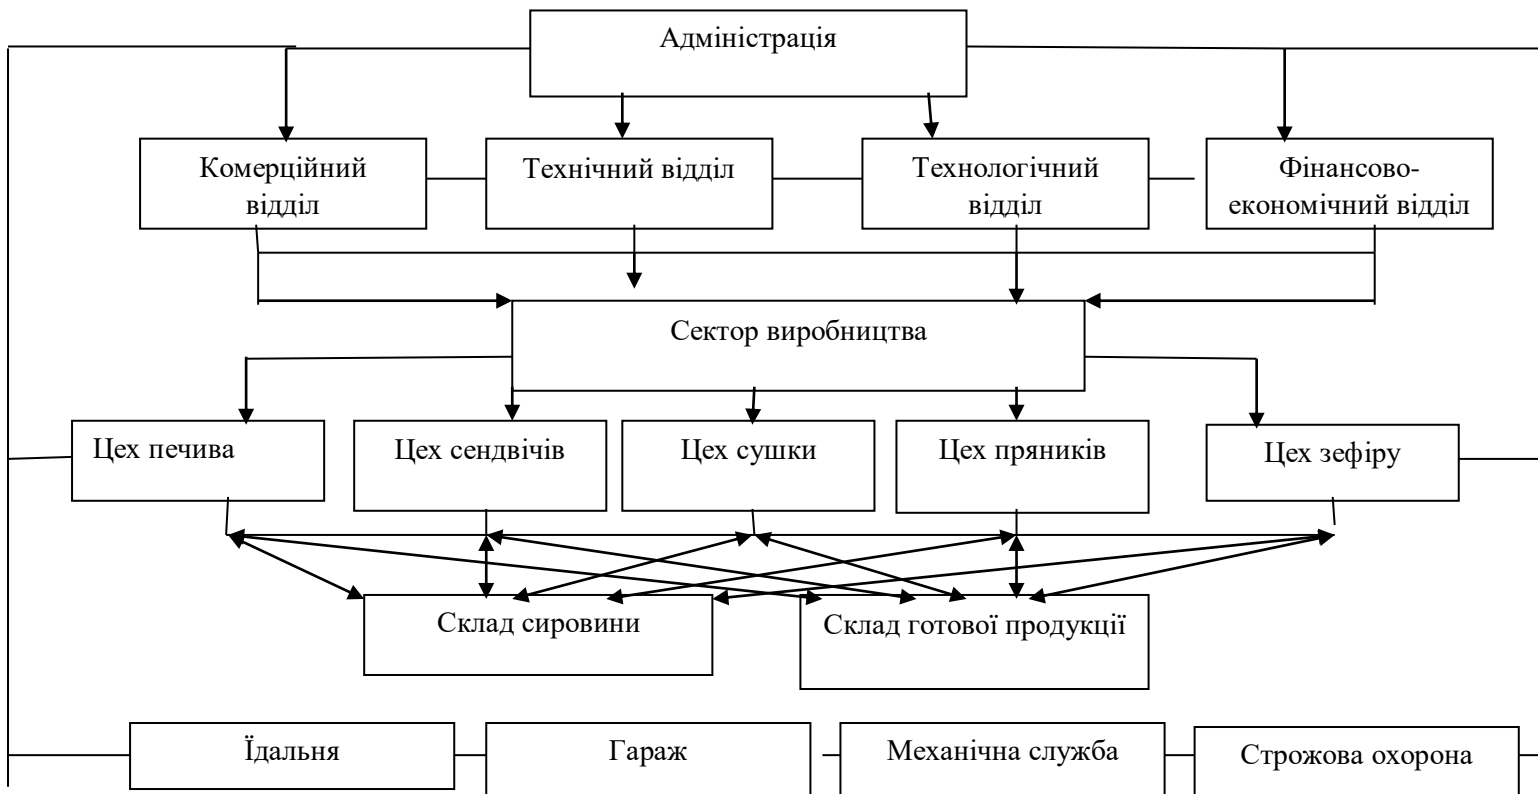 Адміністрація
Комерційний
відділ
Технічний відділ
Технологічний
відділ
Фінансово-
економічний відділ
Сектор виробництва
Цех печива
Цех сендвічів
Цех сушки
Цех пряників
Цех зефіру
Склад сировини
Склад готової продукції
Їдальня
Гараж
Механічна служба
Строжова охорона